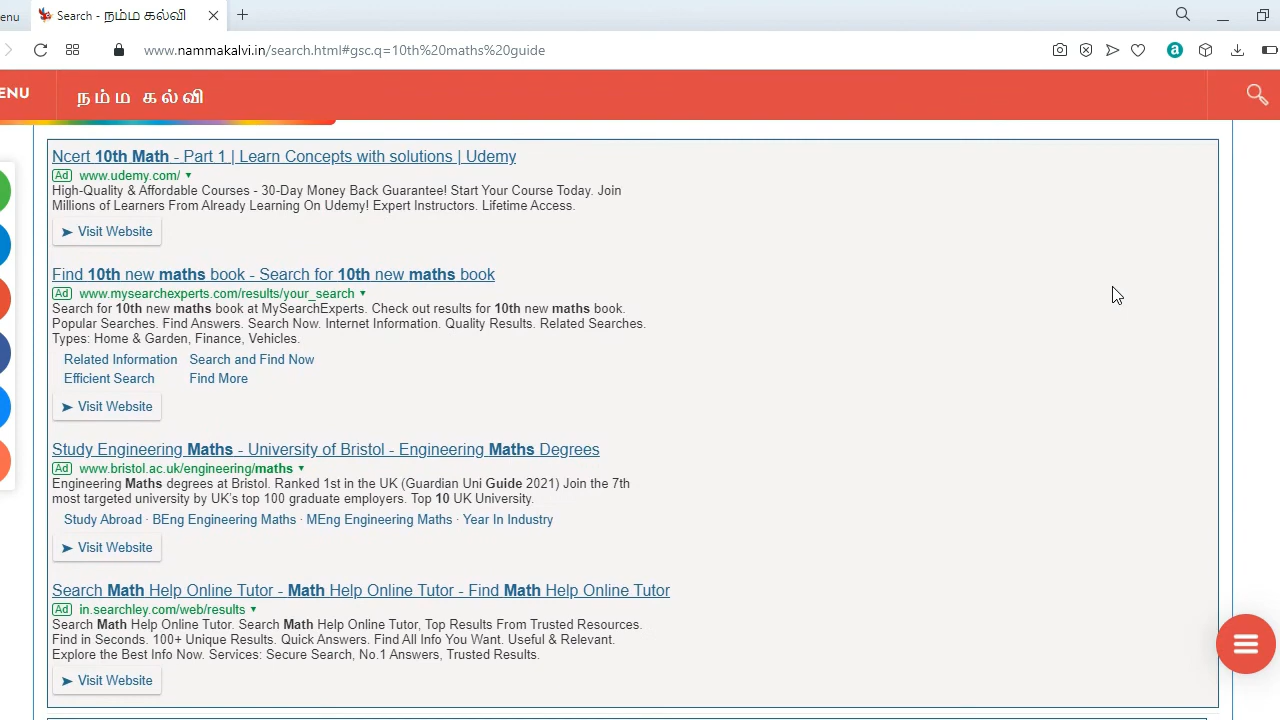 enu
Search - நம்ம கல்வி
www.nammakalvi.in/search.html#gsc.q=10th%20maths%20guide
ENU
நம்ம கல்வி
Ncert 10th Math - Part 1 | Learn Concepts with solutions | Udemy
Ad www.udemy.com/
High-Quality & Affordable Courses - 30-Day Money Back Guarantee! Start Your Course Today. Join
Millions of Learners From Already Learning On Udemy! Expert Instructors. Lifetime Access.
Visit Website
Find 10th new maths book - Search for 10th new maths book
Ad www.mysearchexperts.com/results/your_search
Search for 10th new maths book at MySearchExperts. Check out results for 10th new maths book.
Popular Searches. Find Answers. Search Now. Internet Information. Quality Results. Related Searches.
Types: Home & Garden, Finance, Vehicles.
Related Information Search and Find Now
Efficient Search Find More
Visit Website
Study Engineering Maths - University of Bristol - Engineering Maths Degrees
Ad www.bristol.ac.uk/engineering/maths
Engineering Maths degrees at Bristol. Ranked 1st in the UK (Guardian Uni Guide 2021) Join the 7th
most targeted university by UK's top 100 graduate employers. Top 10 UK University.
Study Abroad · BEng Engineering Maths · MEng Engineering Maths · Year In Industry
Visit Website
Search Math Help Online Tutor - Math Help Online Tutor - Find Math Help Online Tutor
Ad in.searchley.com/web/results
Search Math Help Online Tutor. Search Math Help Online Tutor, Top Results From Trusted Resources.
Find in Seconds. 100+ Unique Results. Quick Answers. Find All Info You Want. Useful & Relevant.
Explore the Best Info Now. Services: Secure Search, No.1 Answers, Trusted Results.
Visit Website